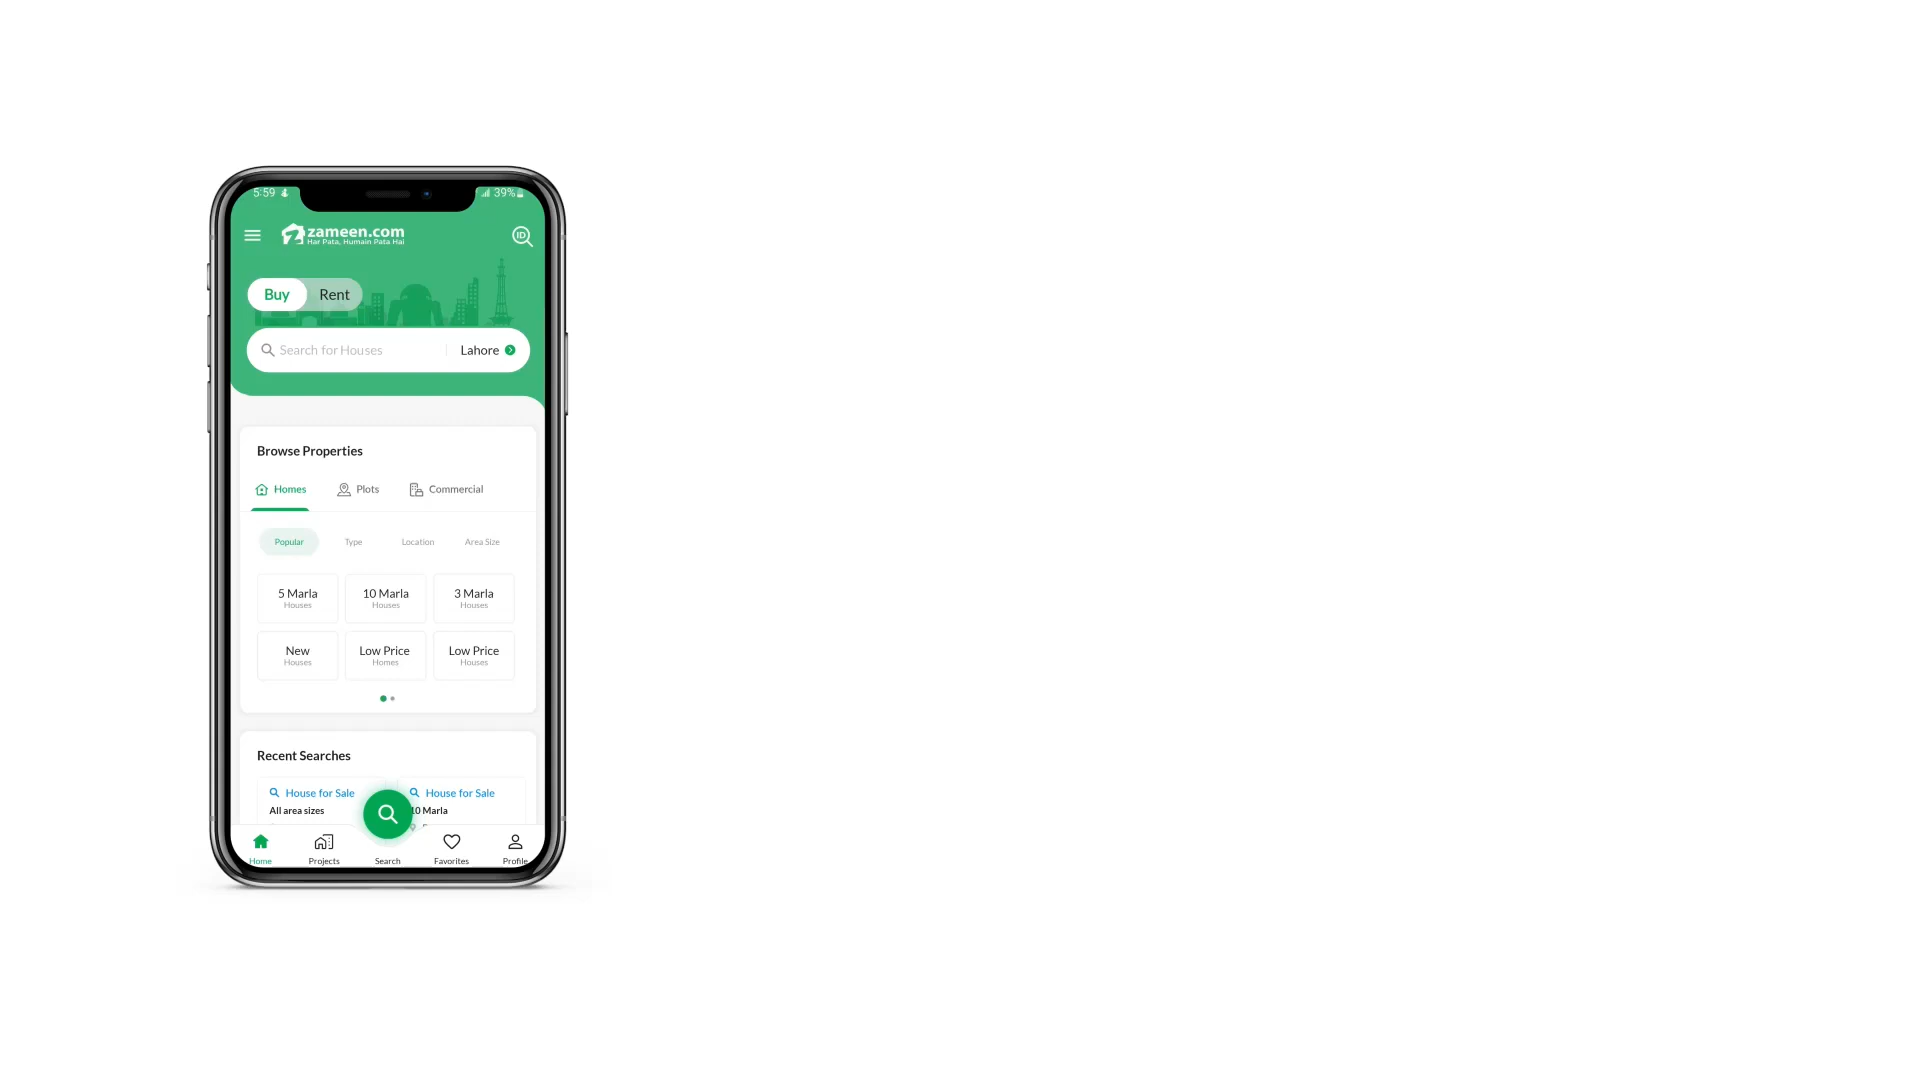 5:59
39%
zameen.com
Har Pata, Humain Pata Hai
ID
Buy Rent
Search for Houses
Lahore
Browse Properties
Homes Plots Commercial
Popular Type Location Area Size
5 Marla
Houses
10 Marla
Houses
3 Marla
Houses
New
Houses
Low Price
Homes
Low Price
Houses
Recent Searches
House for Sale
All area sizes
House for Sale
10 Marla
Home Projects Search Favorites Profile